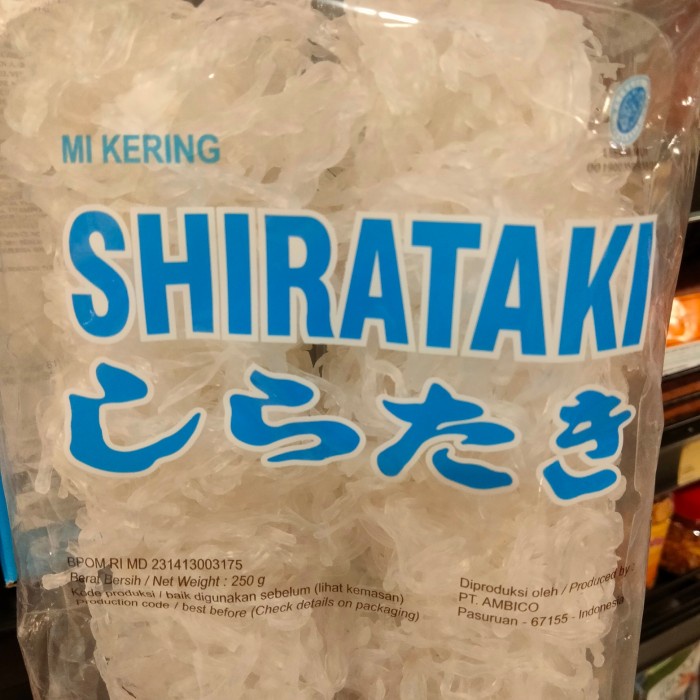 MI KERING
SHIRATAKI
しらたき
BPOM RI MD 231413003175
Berat Bersih / Net Weight : 250 g
Kode produksi / baik digunakan sebelum (lihat kemasan)
Production code / best before (Check details on packaging)
Diproduksi oleh / Produced by :
PT. AMBICO
Pasuruan - 67155 - Indonesia